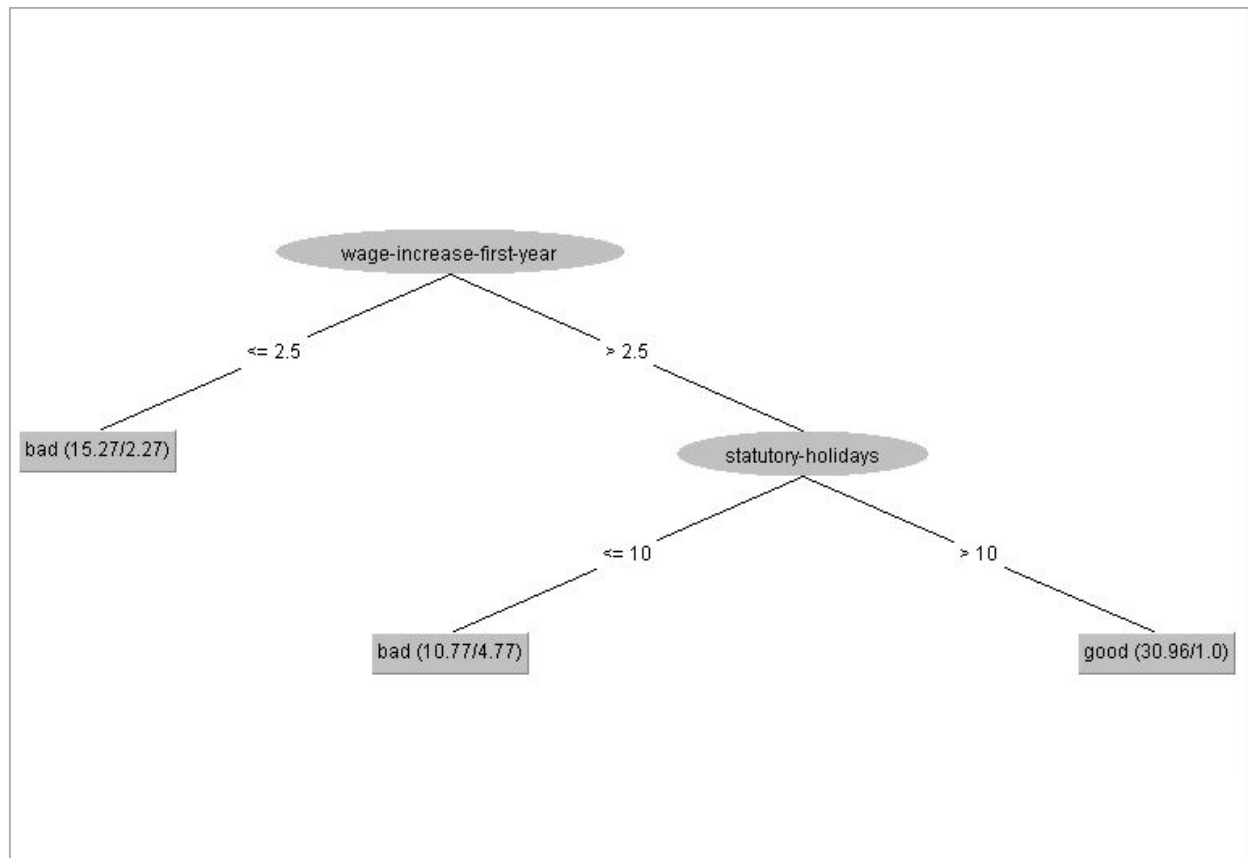 wage-increase-first-year
<= 2.5
> 2.5
bad (15.27/2.27)
statutory-holidays
<= 10
> 10
bad (10.77/4.77)
good (30.96/1.0)